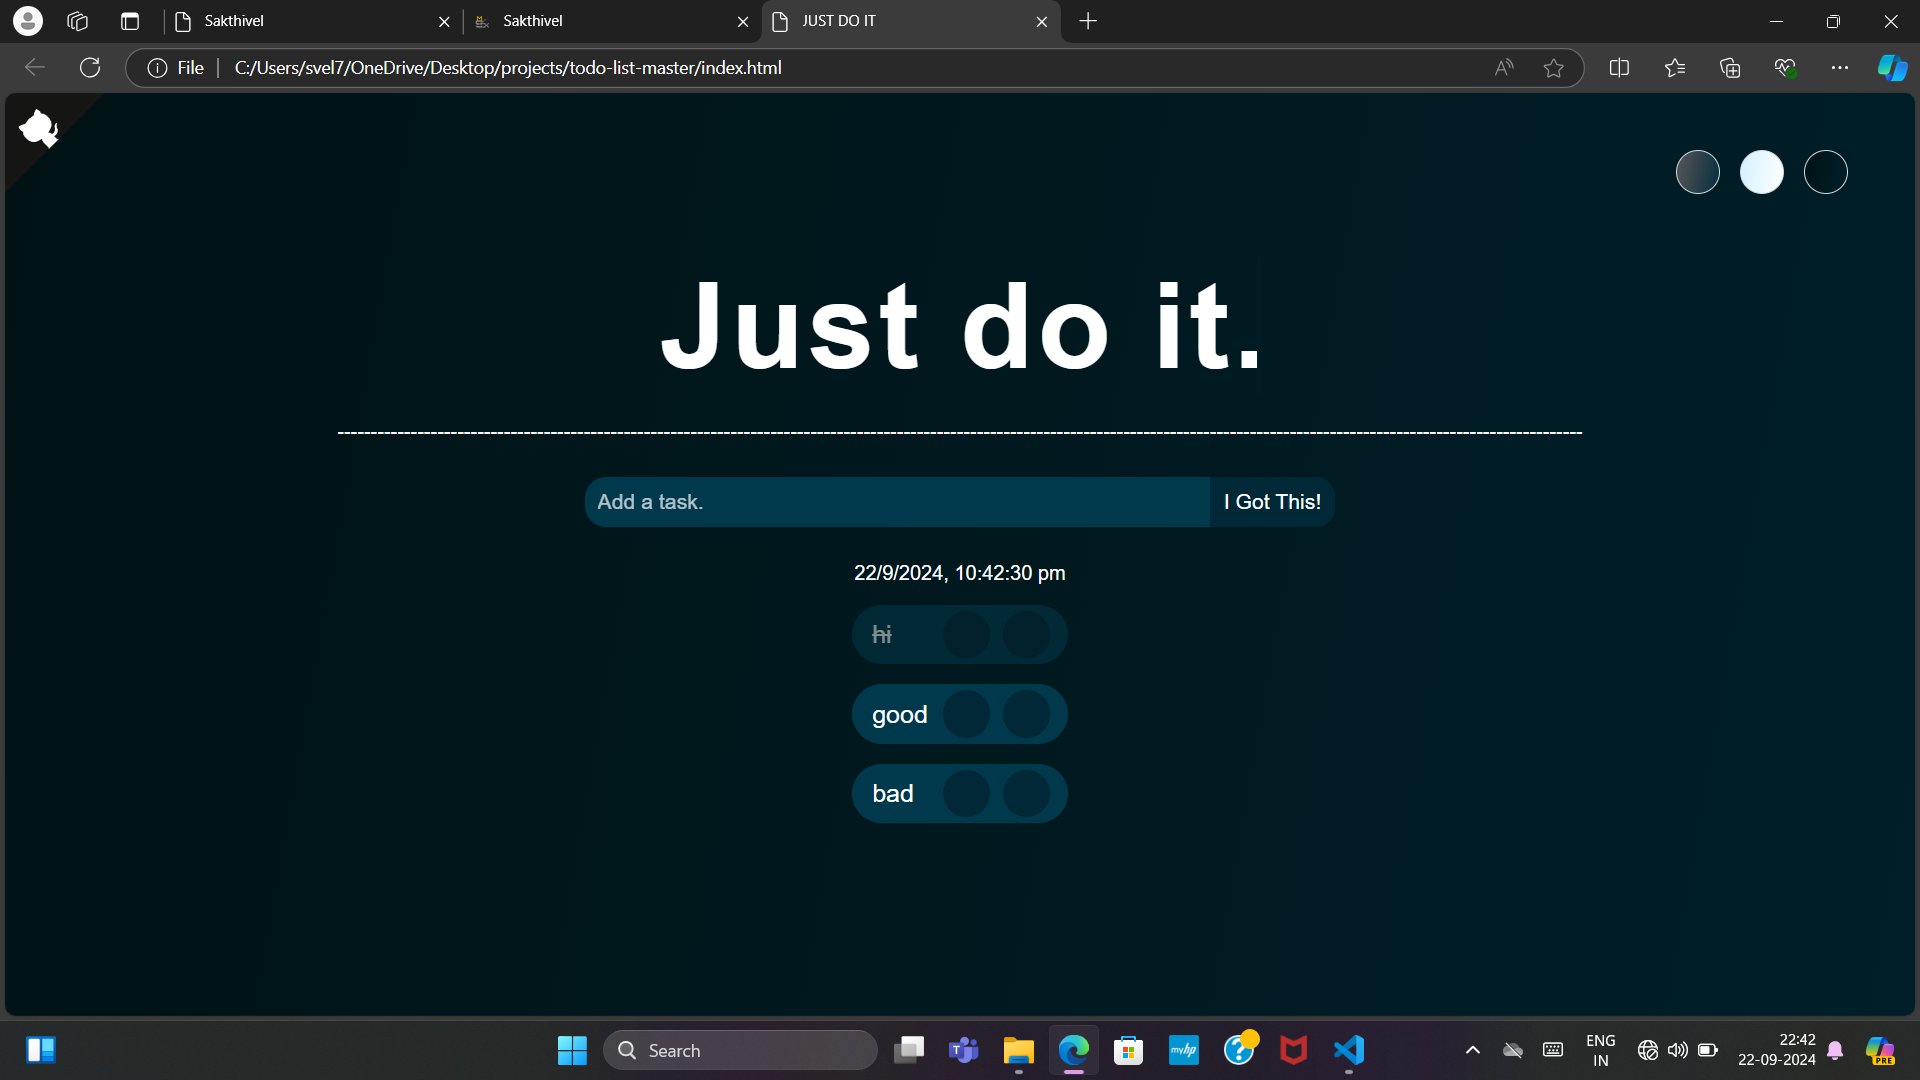 Sakthivel
Sakthivel
JUST DO IT
File
C:/Users/svel7/OneDrive/Desktop/projects/todo-list-master/index.html
Just do it.
Add a task.
I Got This!
22/9/2024, 10:42:30 pm
hi
good
bad
Search
myhp
ENG
IN
22:42
22-09-2024
PRE